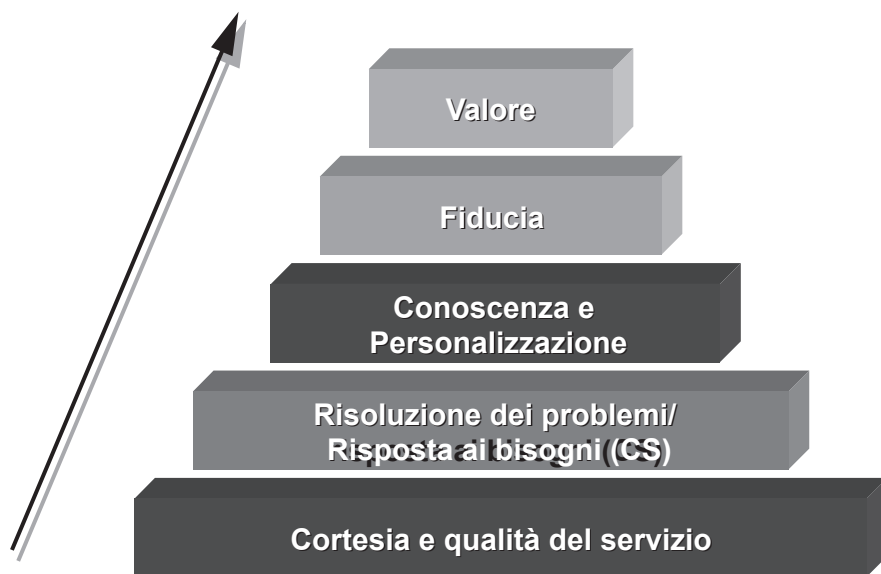 Valore
Fiducia
Conoscenza e
Personalizzazione
Risoluzione dei problemi/
Risposta ai bisogni (CS)
Cortesia e qualità del servizio